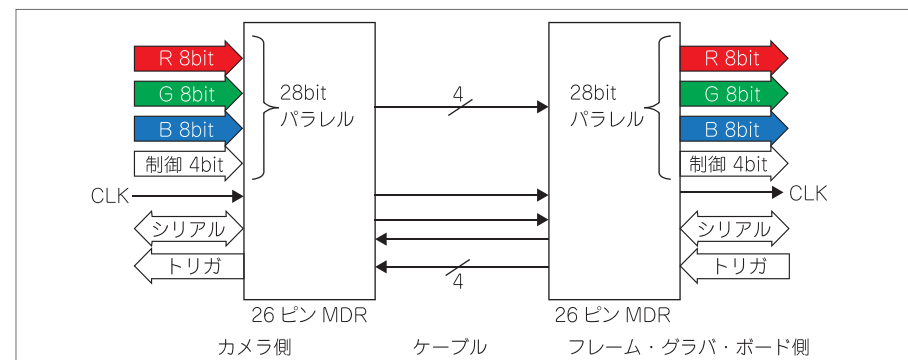 R 8bit
G 8bit
B 8bit
制御 4bit
CLK
シリアル
トリガ
28bit
パラレル
4
4
28bit
パラレル
R 8bit
G 8bit
B 8bit
制御 4bit
CLK
シリアル
トリガ
26 ピン MDR
26 ピン MDR
カメラ側
ケーブル
フレーム・グラバ・ボード側